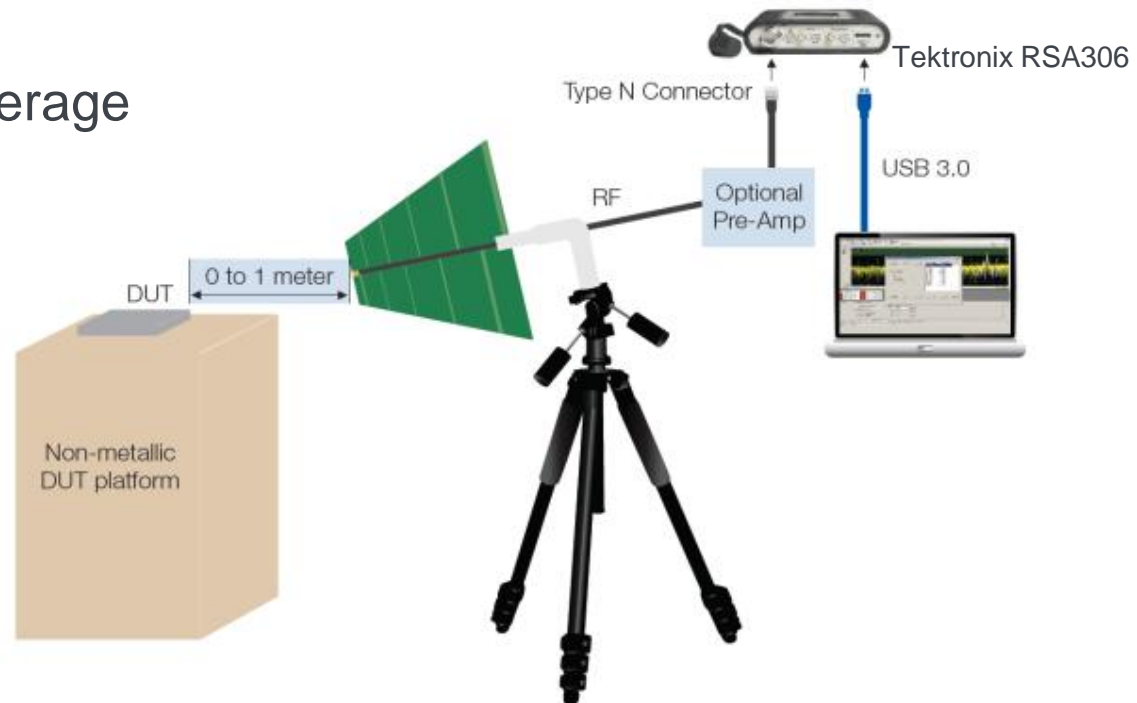 erage
Tektronix RSA306
Type N Connector
USB 3.0
RF
Optional
Pre-Amp
0 to 1 meter
DUT
Non-metallic
DUT platform